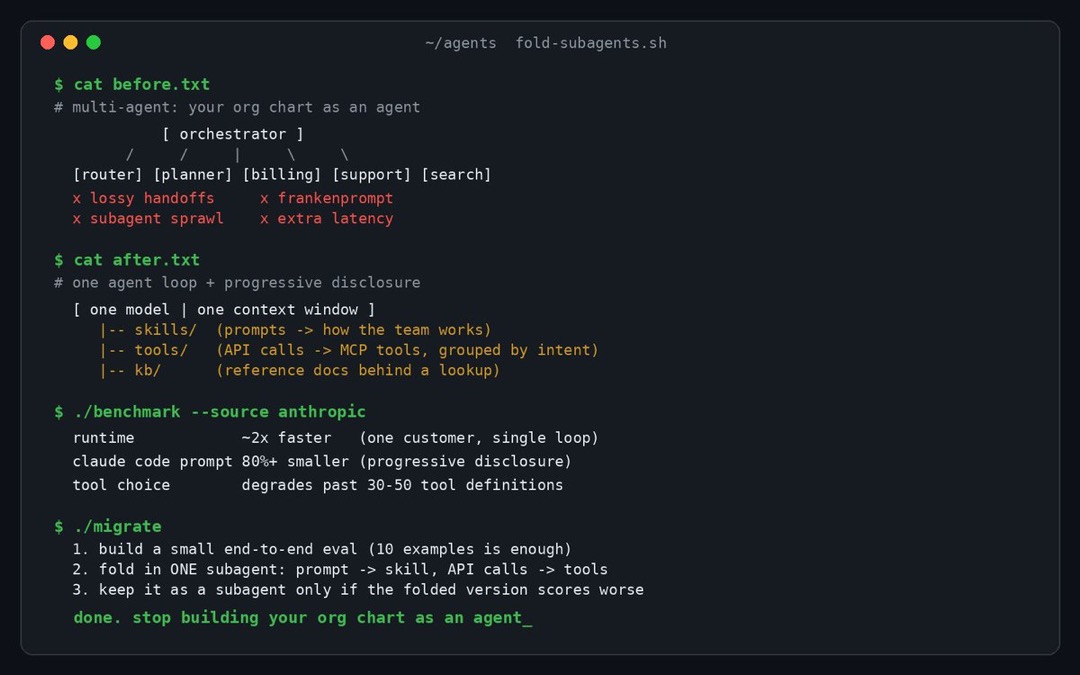 ~/agents  fold-subagents.sh
$ cat before.txt
# multi-agent: your org chart as an agent
[ orchestrator ]
/     /     |     \     \
[router] [planner] [billing] [support] [search]
x lossy handoffs     x frankenprompt
x subagent sprawl    x extra latency
$ cat after.txt
# one agent loop + progressive disclosure
[ one model | one context window ]
|-- skills/  (prompts -> how the team works)
|-- tools/   (API calls -> MCP tools, grouped by intent)
|-- kb/      (reference docs behind a lookup)
$ ./benchmark --source anthropic
runtime            ~2x faster   (one customer, single loop)
claude code prompt 80%+ smaller (progressive disclosure)
tool choice        degrades past 30-50 tool definitions
$ ./migrate
1. build a small end-to-end eval (10 examples is enough)
2. fold in ONE subagent: prompt -> skill, API calls -> tools
3. keep it as a subagent only if the folded version scores worse
done. stop building your org chart as an agent_